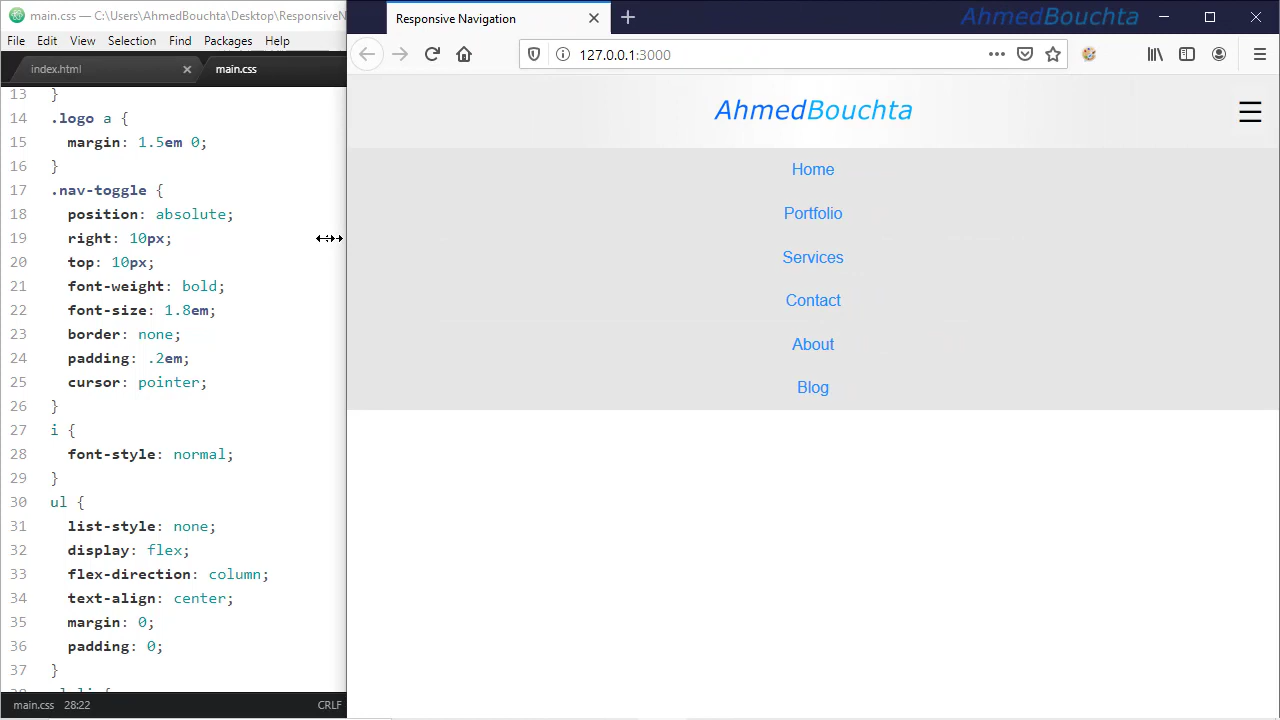 main.css — C:\Users\AhmedBouchta\Desktop\ResponsiveN
File Edit View Selection Find Packages Help
index.html main.css
13 }
14 .logo a {
15 margin: 1.5em 0;
16 }
17 .nav-toggle {
18 position: absolute;
19 right: 10px;
20 top: 10px;
21 font-weight: bold;
22 font-size: 1.8em;
23 border: none;
24 padding: .2em;
25 cursor: pointer;
26 }
27 i {
28 font-style: normal;
29 }
30 ul {
31 list-style: none;
32 display: flex;
33 flex-direction: column;
34 text-align: center;
35 margin: 0;
36 padding: 0;
37 }
main.css 28:22 CRLF
Responsive Navigation
AhmedBouchta
127.0.0.1:3000
AhmedBouchta
Home
Portfolio
Services
Contact
About
Blog